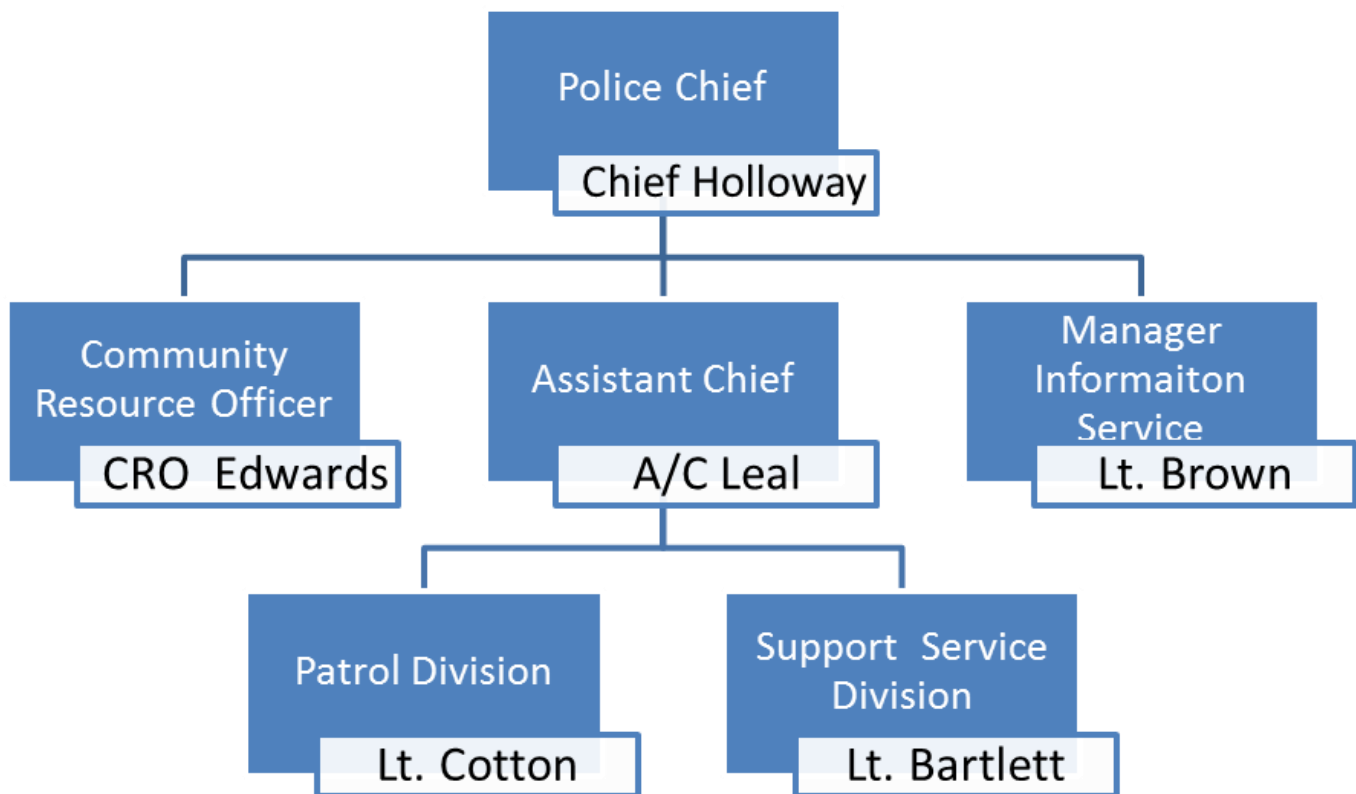 Police Chief
Chief Holloway
Community
Resource Officer
CRO Edwards
Assistant Chief
A/C Leal
Manager
Informaiton
Service
Lt. Brown
Patrol Division
Lt. Cotton
Support Service
Division
Lt. Bartlett